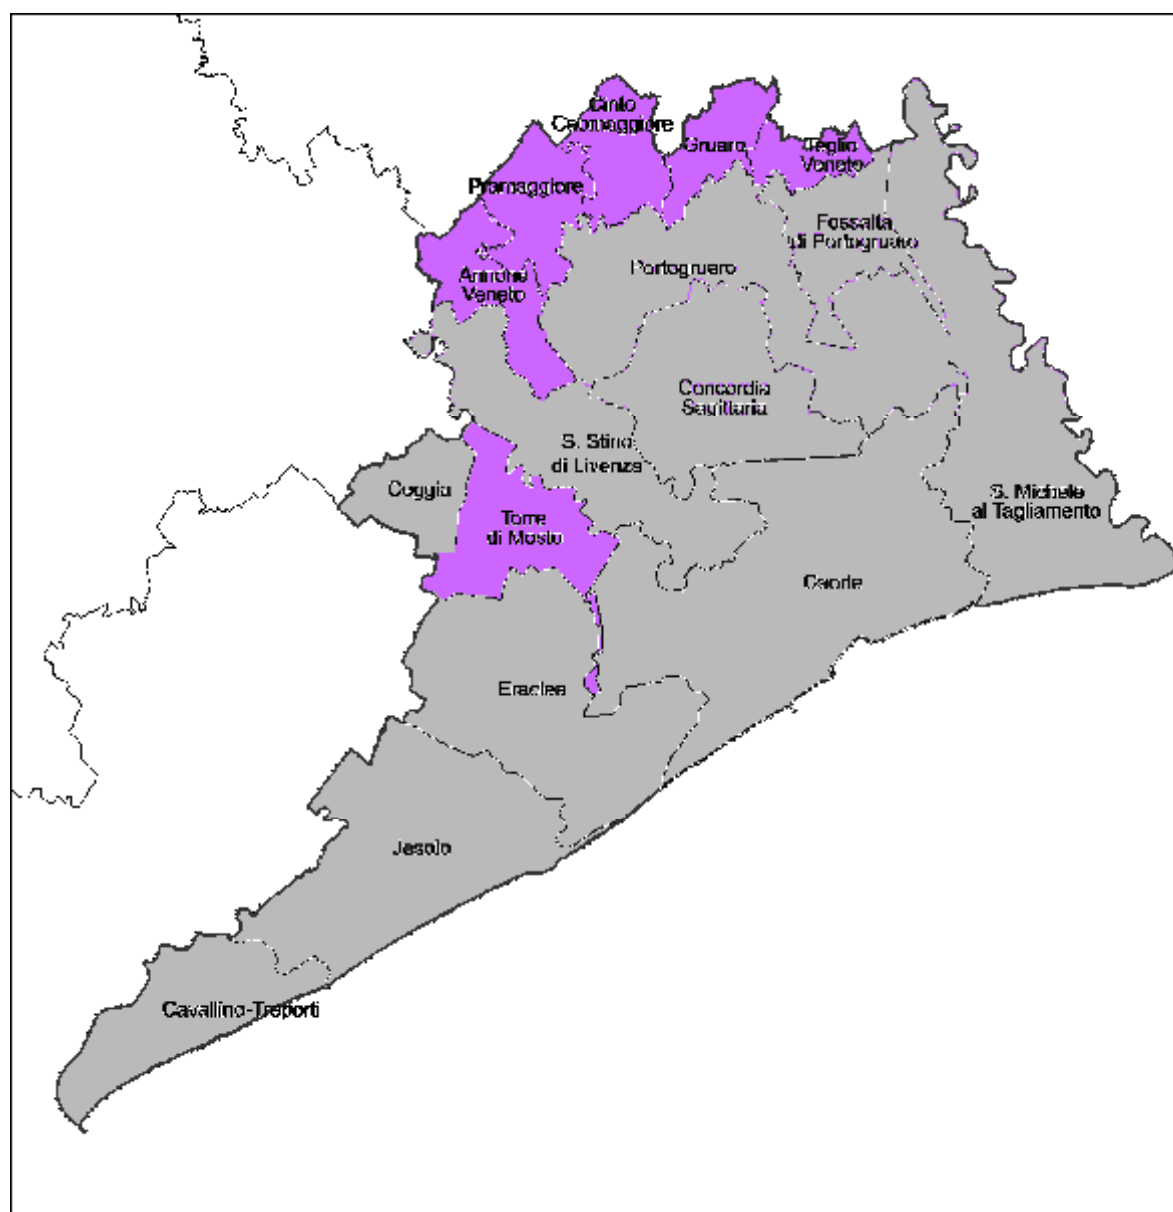 Cinto
Caomaggiore
Gruaro
Teglio
Veneto
Pramaggiore
Fossalta
di Portogruaro
Portogruaro
Annone
Veneto
Concordia
Sagittaria
S. Stino
di Livenza
Ceggia
S. Michele
al Tagliamento
Torre
di Mosto
Caorle
Eraclea
Jesolo
Cavallino-Treporti